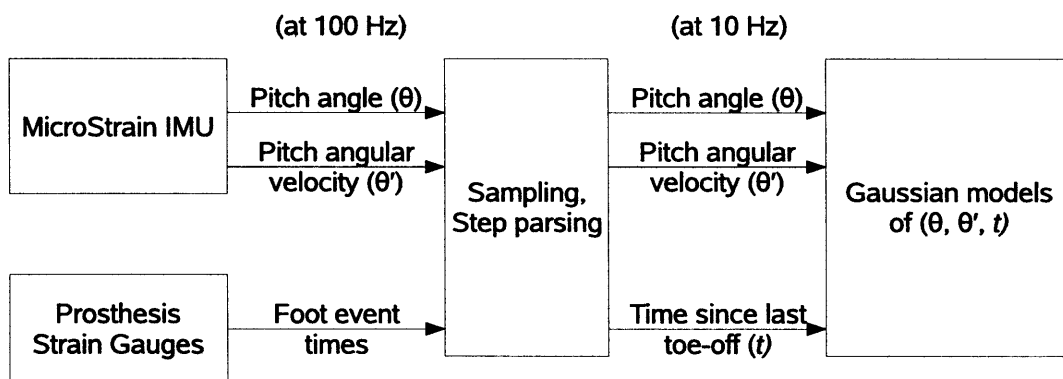 (at 100 Hz)
(at 10 Hz)
MicroStrain IMU
Pitch angle (θ)
Pitch angular
velocity (θ′)
Prosthesis
Strain Gauges
Foot event
times
Sampling,
Step parsing
Pitch angle (θ)
Pitch angular
velocity (θ′)
Time since last
toe-off (t)
Gaussian models
of (θ, θ′, t)